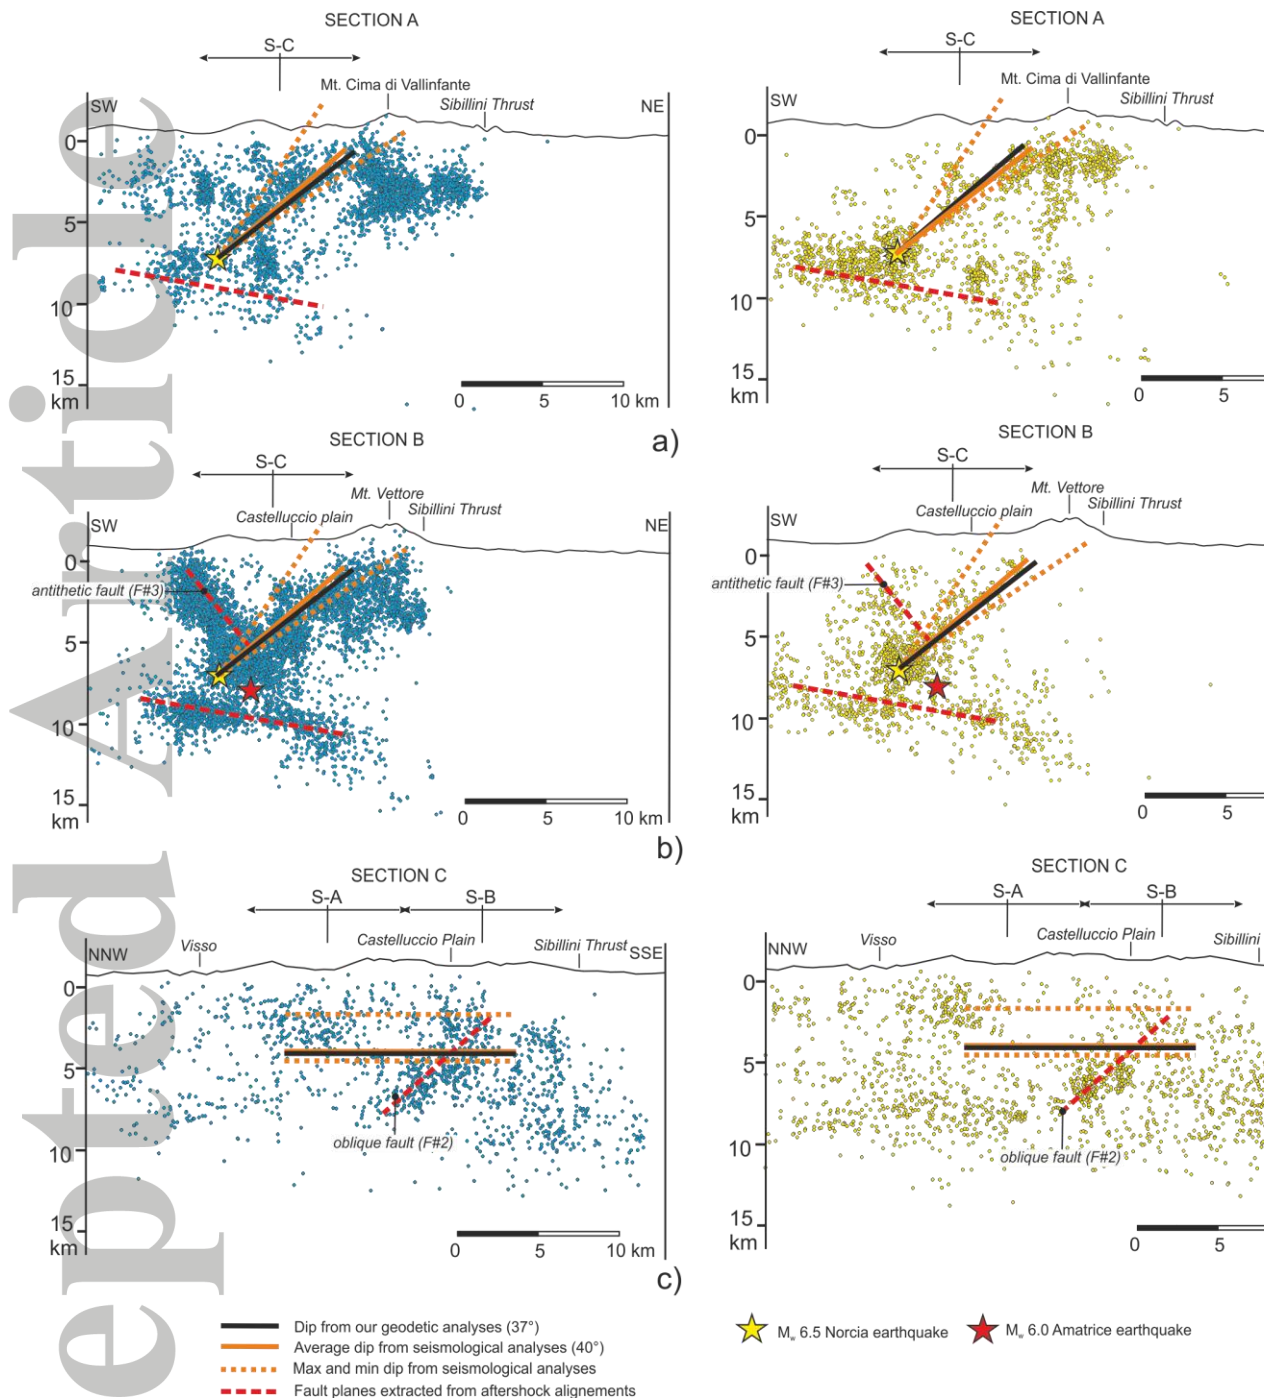 SECTION A
S-C
Mt. Cima di Vallinfante
SW
Sibillini Thrust
NE
0
5
10
15
km
0 5 10 km
a)
SECTION A
S-C
Mt. Cima di Vallinfante
SW
Sibillini Thrust
0
5
10
15
km
0 5
SECTION B
S-C
Mt. Vettore
SW
Castelluccio plain
Sibillini Thrust
NE
0
antithetic fault (F#3)
5
10
15
km
0 5 10 km
b)
SECTION B
S-C
Mt. Vettore
SW
Castelluccio plain
Sibillini Thrust
0
antithetic fault (F#3)
5
10
15
km
0 5
SECTION C
S-A S-B
NNW
Visso
Castelluccio Plain
Sibillini Thrust
SSE
0
5
10
oblique fault (F#2)
15
km
0 5 10 km
c)
SECTION C
S-A S-B
NNW
Visso
Castelluccio Plain
Sibillini
0
5
10
oblique fault (F#2)
15
km
0 5
Dip from our geodetic analyses (37°)
Average dip from seismological analyses (40°)
Max and min dip from seismological analyses
Fault planes extracted from aftershock alignements
Mw 6.5 Norcia earthquake
Mw 6.0 Amatrice earthquake
epted Article